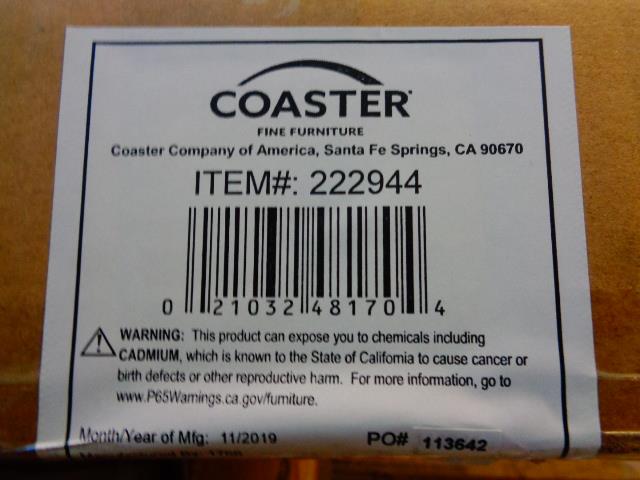 COASTER
FINE FURNITURE
Coaster Company of America, Santa Fe Springs, CA 90670
ITEM#: 222944
0 21032 48170 4
WARNING: This product can expose you to chemicals including
CADMIUM, which is known to the State of California to cause cancer or
birth defects or other reproductive harm. For more information, go to
www.P65Warnings.ca.gov/furniture.
Month/Year of Mfg: 11/2019 PO# 113642
Manufactured By: